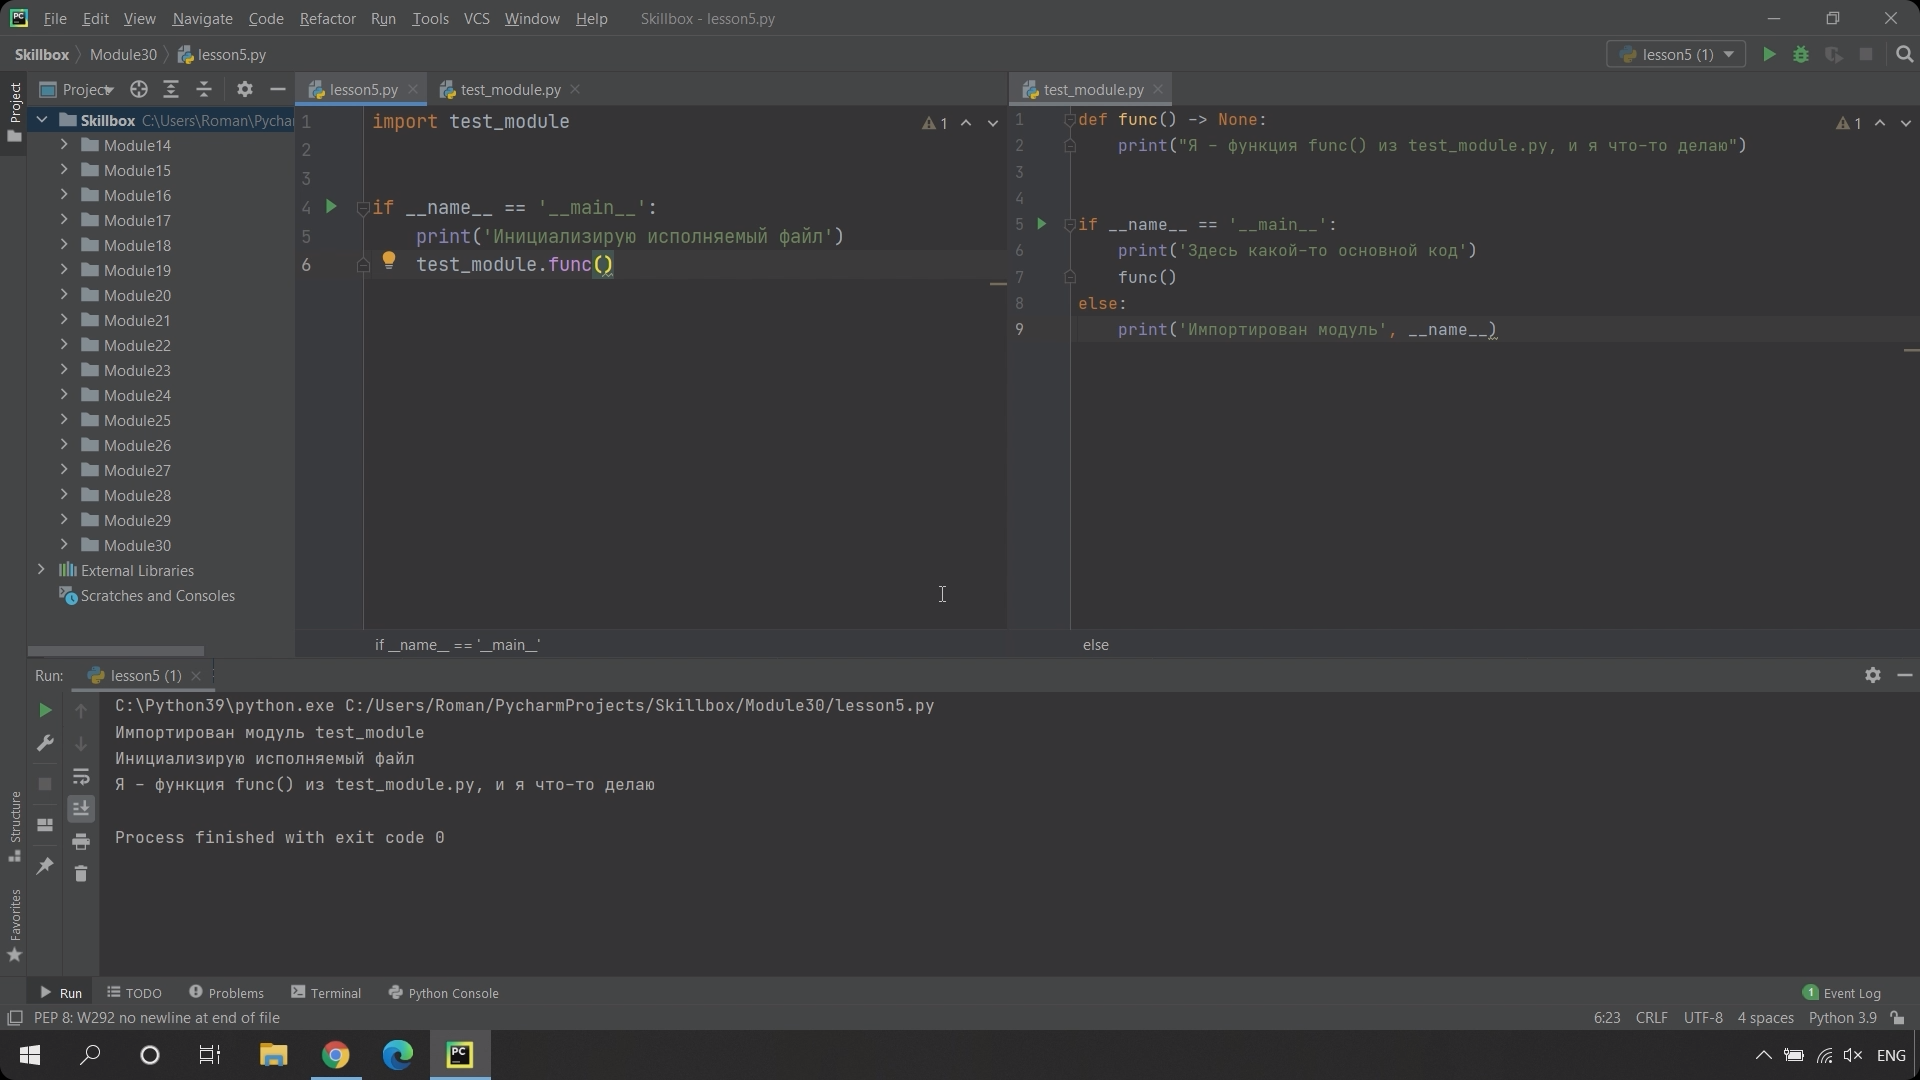 File Edit View Navigate Code Refactor Run Tools VCS Window Help Skillbox - lesson5.py
Skillbox Module30 lesson5.py lesson5 (1)
Project
Project
lesson5.py
test_module.py
test_module.py
Skillbox C:\Users\Roman\Pychar
Module14
Module15
Module16
Module17
Module18
Module19
Module20
Module21
Module22
Module23
Module24
Module25
Module26
Module27
Module28
Module29
Module30
External Libraries
Scratches and Consoles
1 import test_module
2
3
4 if __name__ == '__main__':
5 print('Инициализирую исполняемый файл')
6 test_module.func()
1
if __name__ == '__main__'
1 def func() -> None:
2 print("Я - функция func() из test_module.py, и я что-то делаю")
3
4
5 if __name__ == '__main__':
6 print('Здесь какой-то основной код')
7 func()
8 else:
9 print('Импортирован модуль', __name__)
1
else
Run: lesson5 (1)
C:\Python39\python.exe C:/Users/Roman/PycharmProjects/Skillbox/Module30/lesson5.py
Импортирован модуль test_module
Инициализирую исполняемый файл
Я - функция func() из test_module.py, и я что-то делаю
Process finished with exit code 0
Structure
Favorites
Run TODO Problems Terminal Python Console 1 Event Log
PEP 8: W292 no newline at end of file 6:23 CRLF UTF-8 4 spaces Python 3.9
PC
ENG